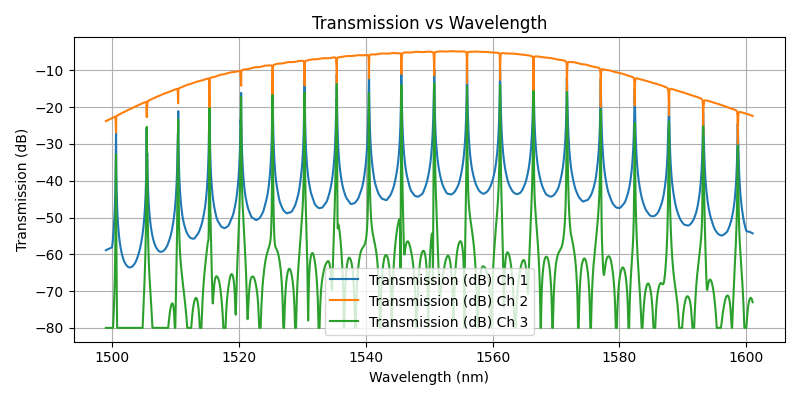 Transmission vs Wavelength
Transmission (dB)
−10
−20
−30
−40
−50
−60
−70
−80
Transmission (dB) Ch 1
Transmission (dB) Ch 2
Transmission (dB) Ch 3
1500
1520
1540
1560
1580
1600
Wavelength (nm)